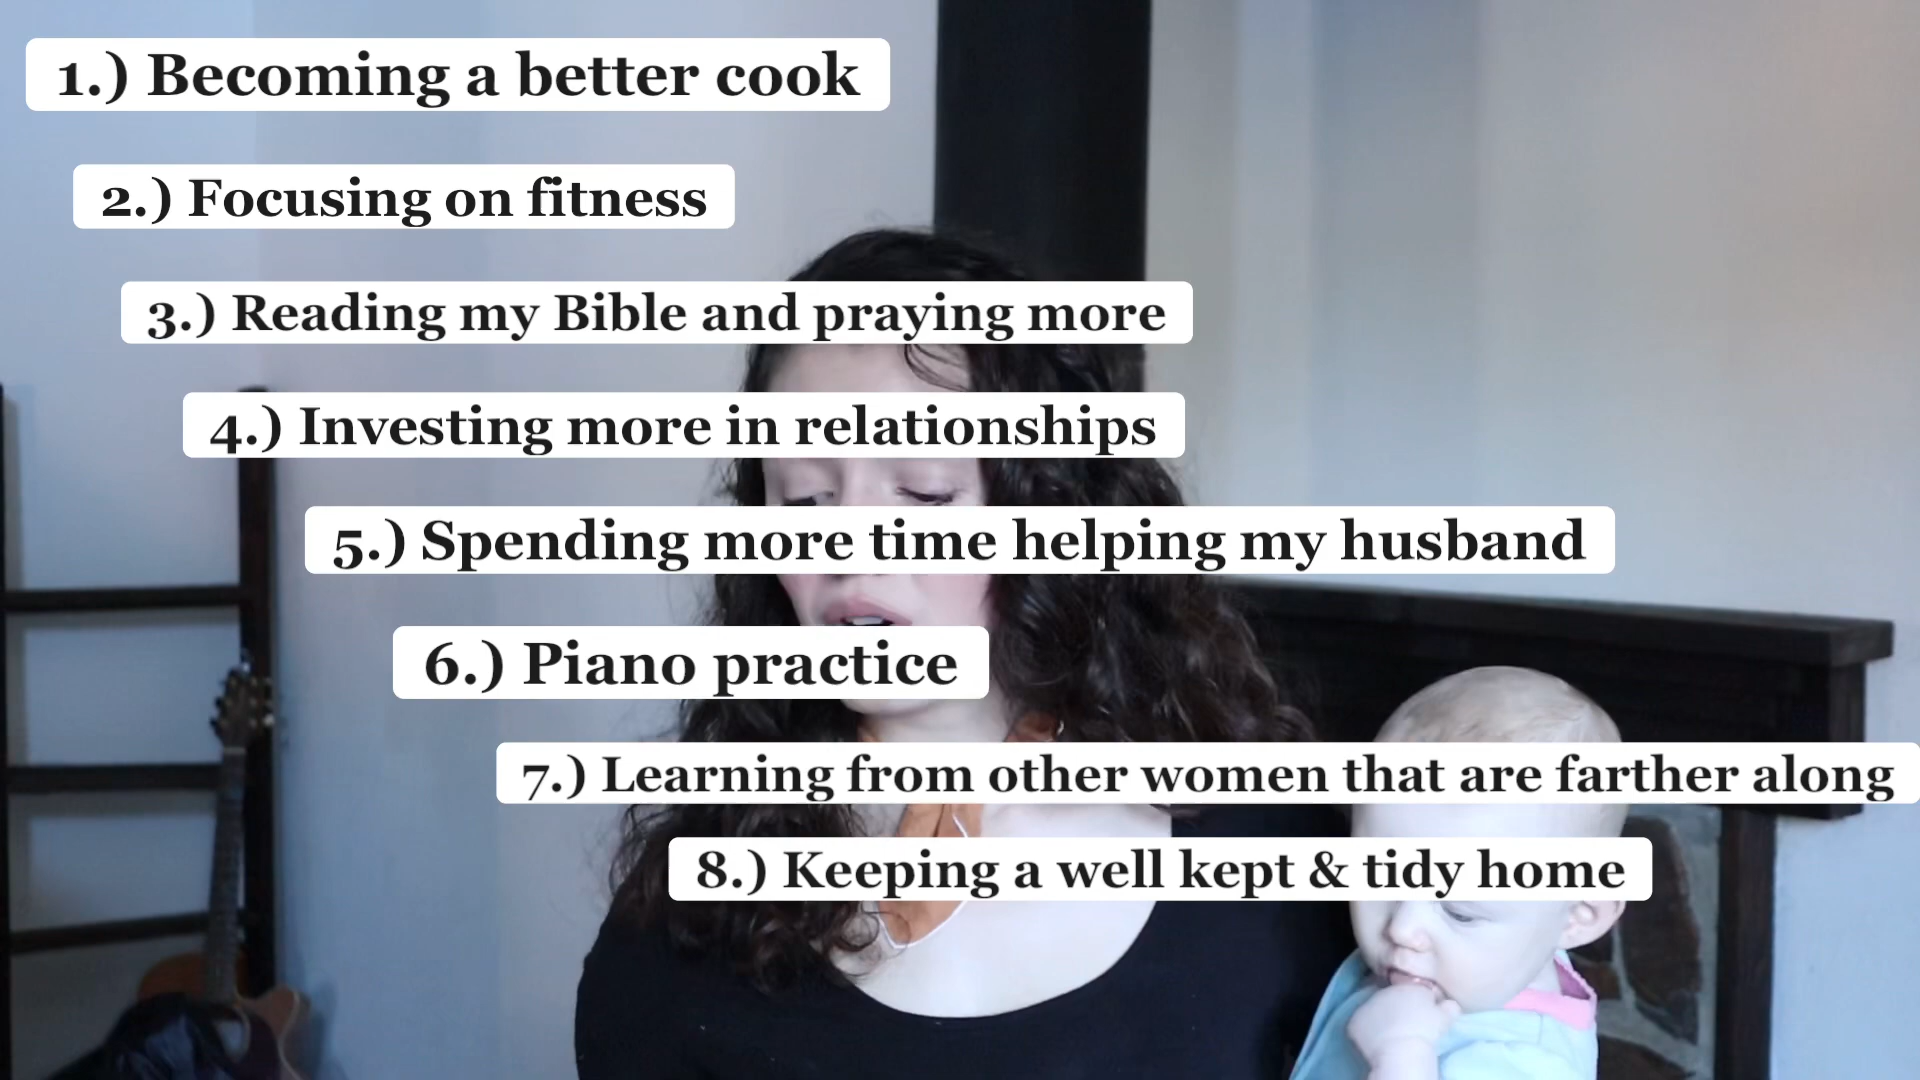 1.) Becoming a better cook
2.) Focusing on fitness
3.) Reading my Bible and praying more
4.) Investing more in relationships
5.) Spending more time helping my husband
6.) Piano practice
7.) Learning from other women that are farther along
8.) Keeping a well kept & tidy home